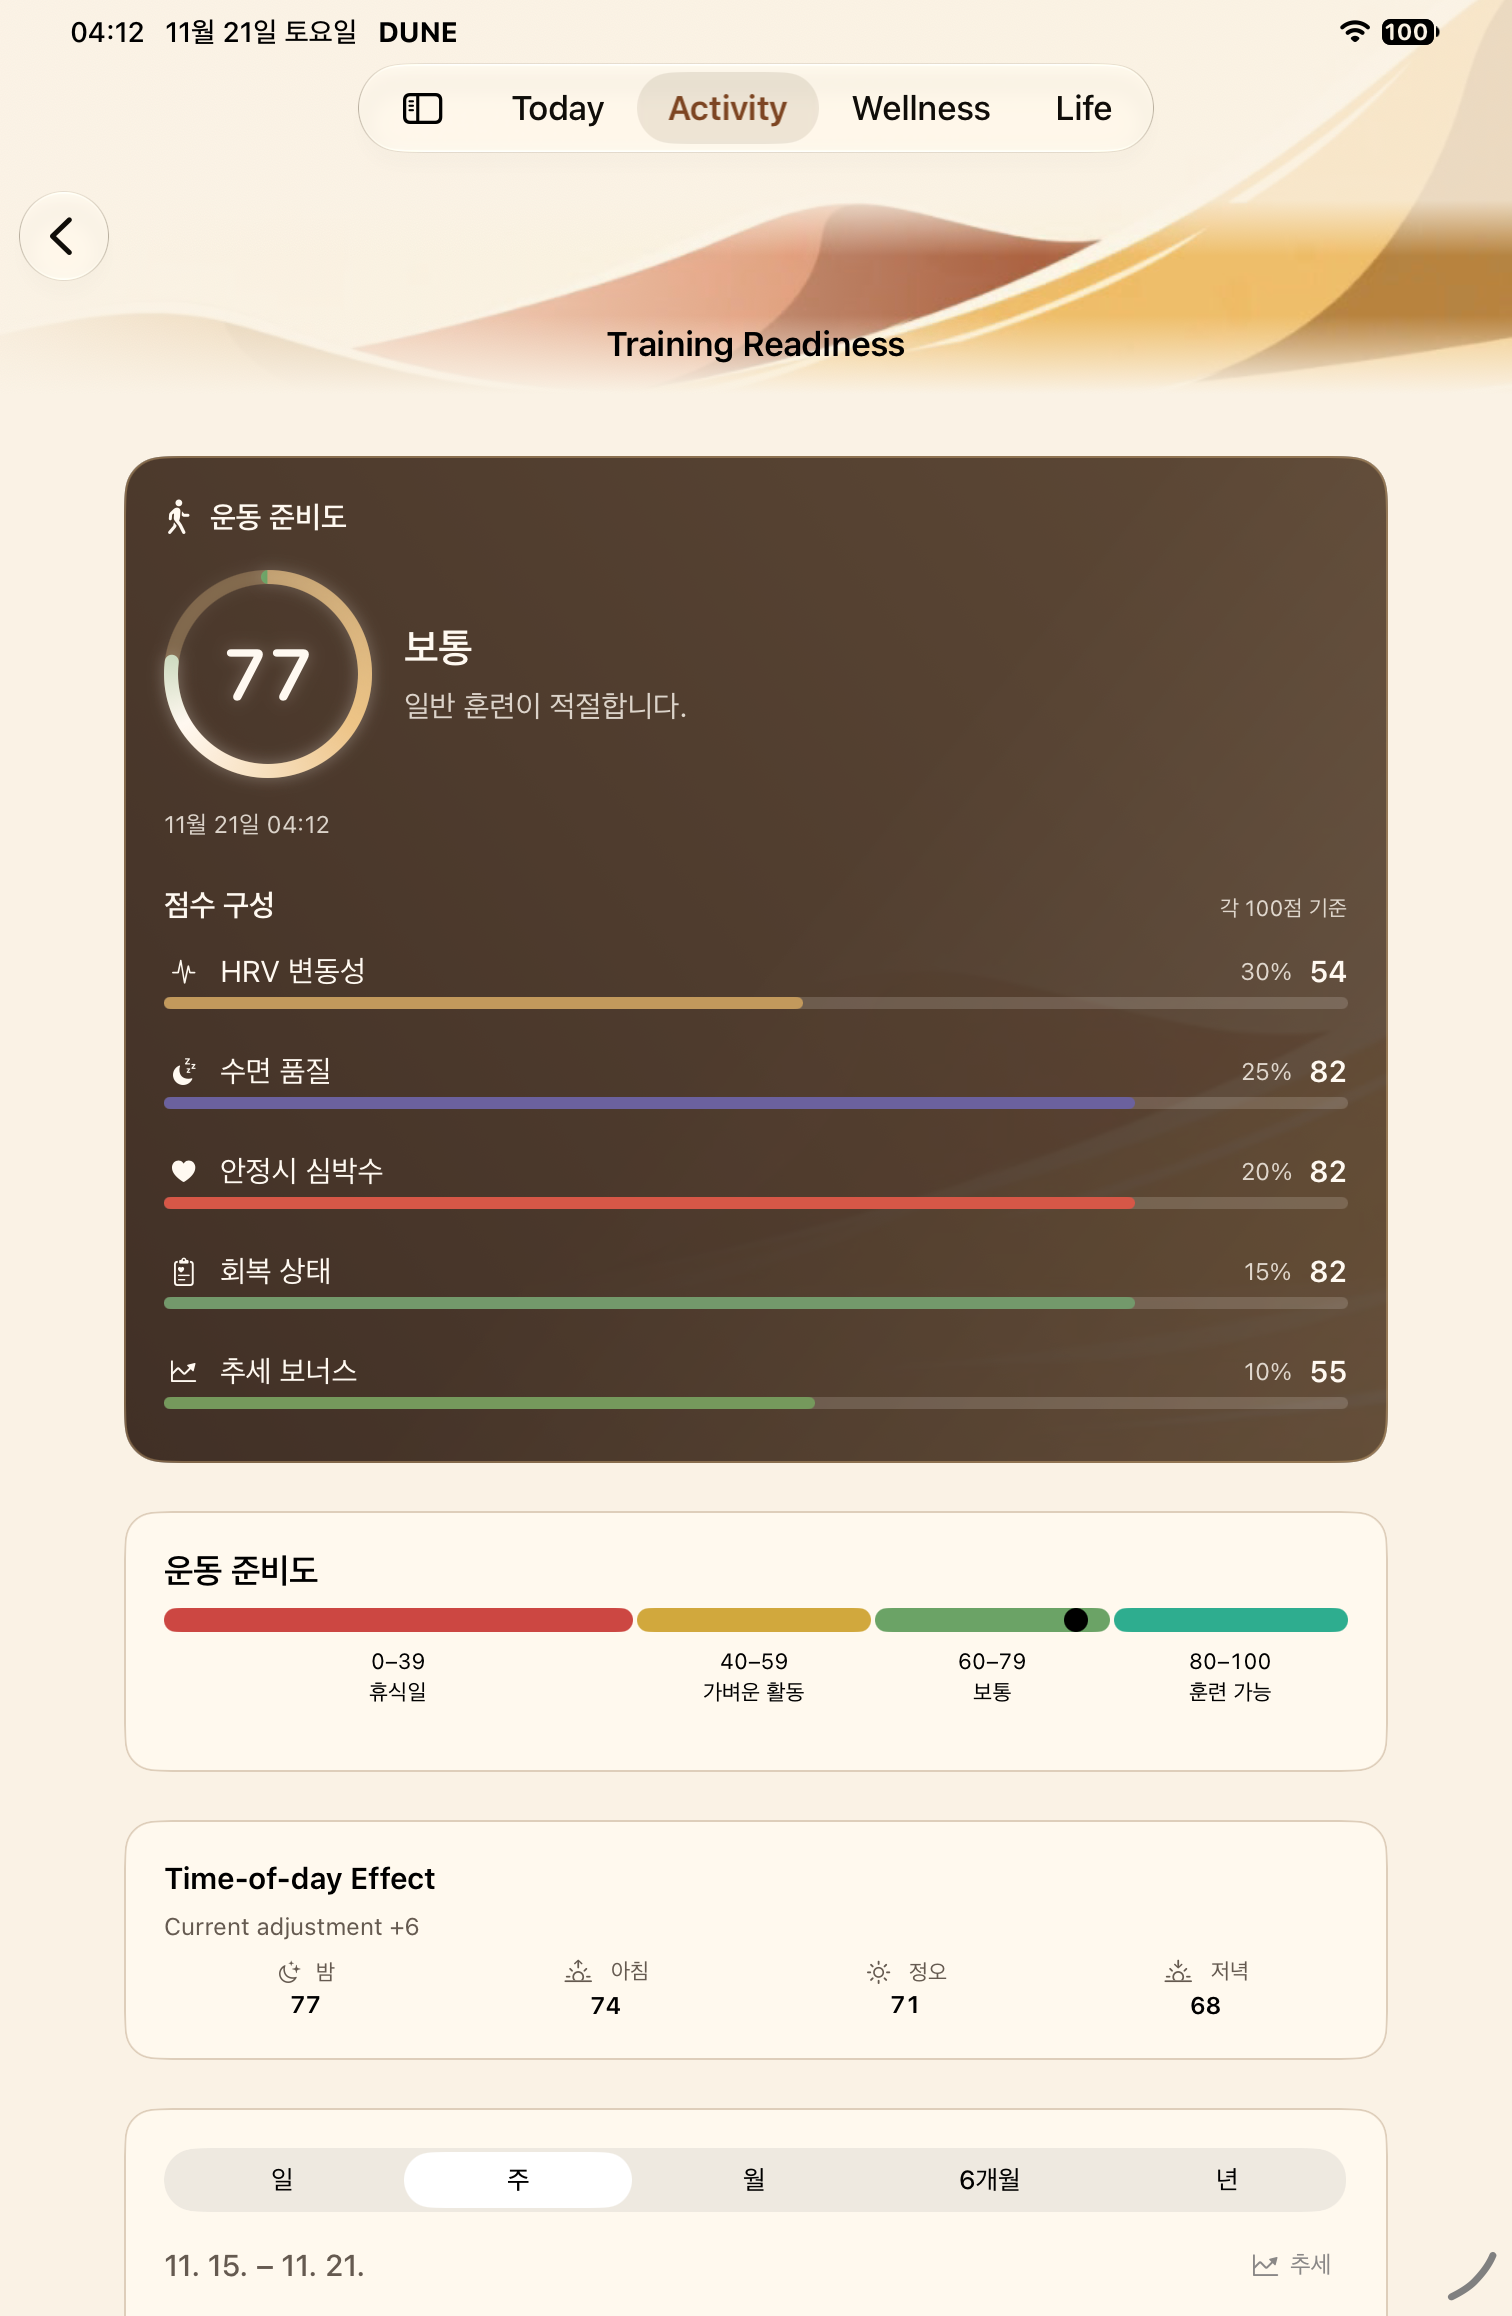 04:12 11월 21일 토요일 DUNE 100
Today Activity Wellness Life
Training Readiness
운동 준비도
77
보통
일반 훈련이 적절합니다.
11월 21일 04:12
점수 구성 각 100점 기준
HRV 변동성 30% 54
수면 품질 25% 82
안정시 심박수 20% 82
회복 상태 15% 82
추세 보너스 10% 55
운동 준비도
0–39 40–59 60–79 80–100
휴식일 가벼운 활동 보통 훈련 가능
Time-of-day Effect
Current adjustment +6
밤 아침 정오 저녁
77 74 71 68
일 주 월 6개월 년
11. 15. – 11. 21. 추세